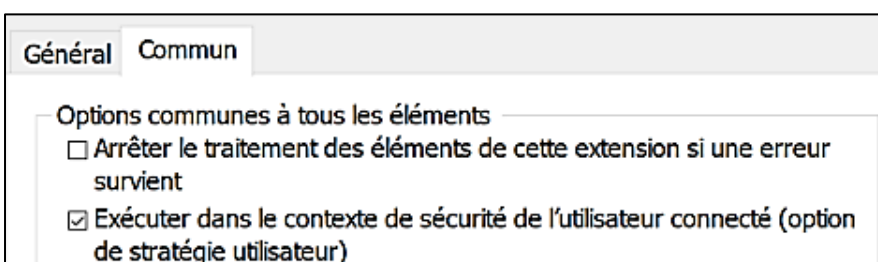 Général Commun
Options communes à tous les éléments
Arrêter le traitement des éléments de cette extension si une erreur
survient
Exécuter dans le contexte de sécurité de l'utilisateur connecté (option
de stratégie utilisateur)